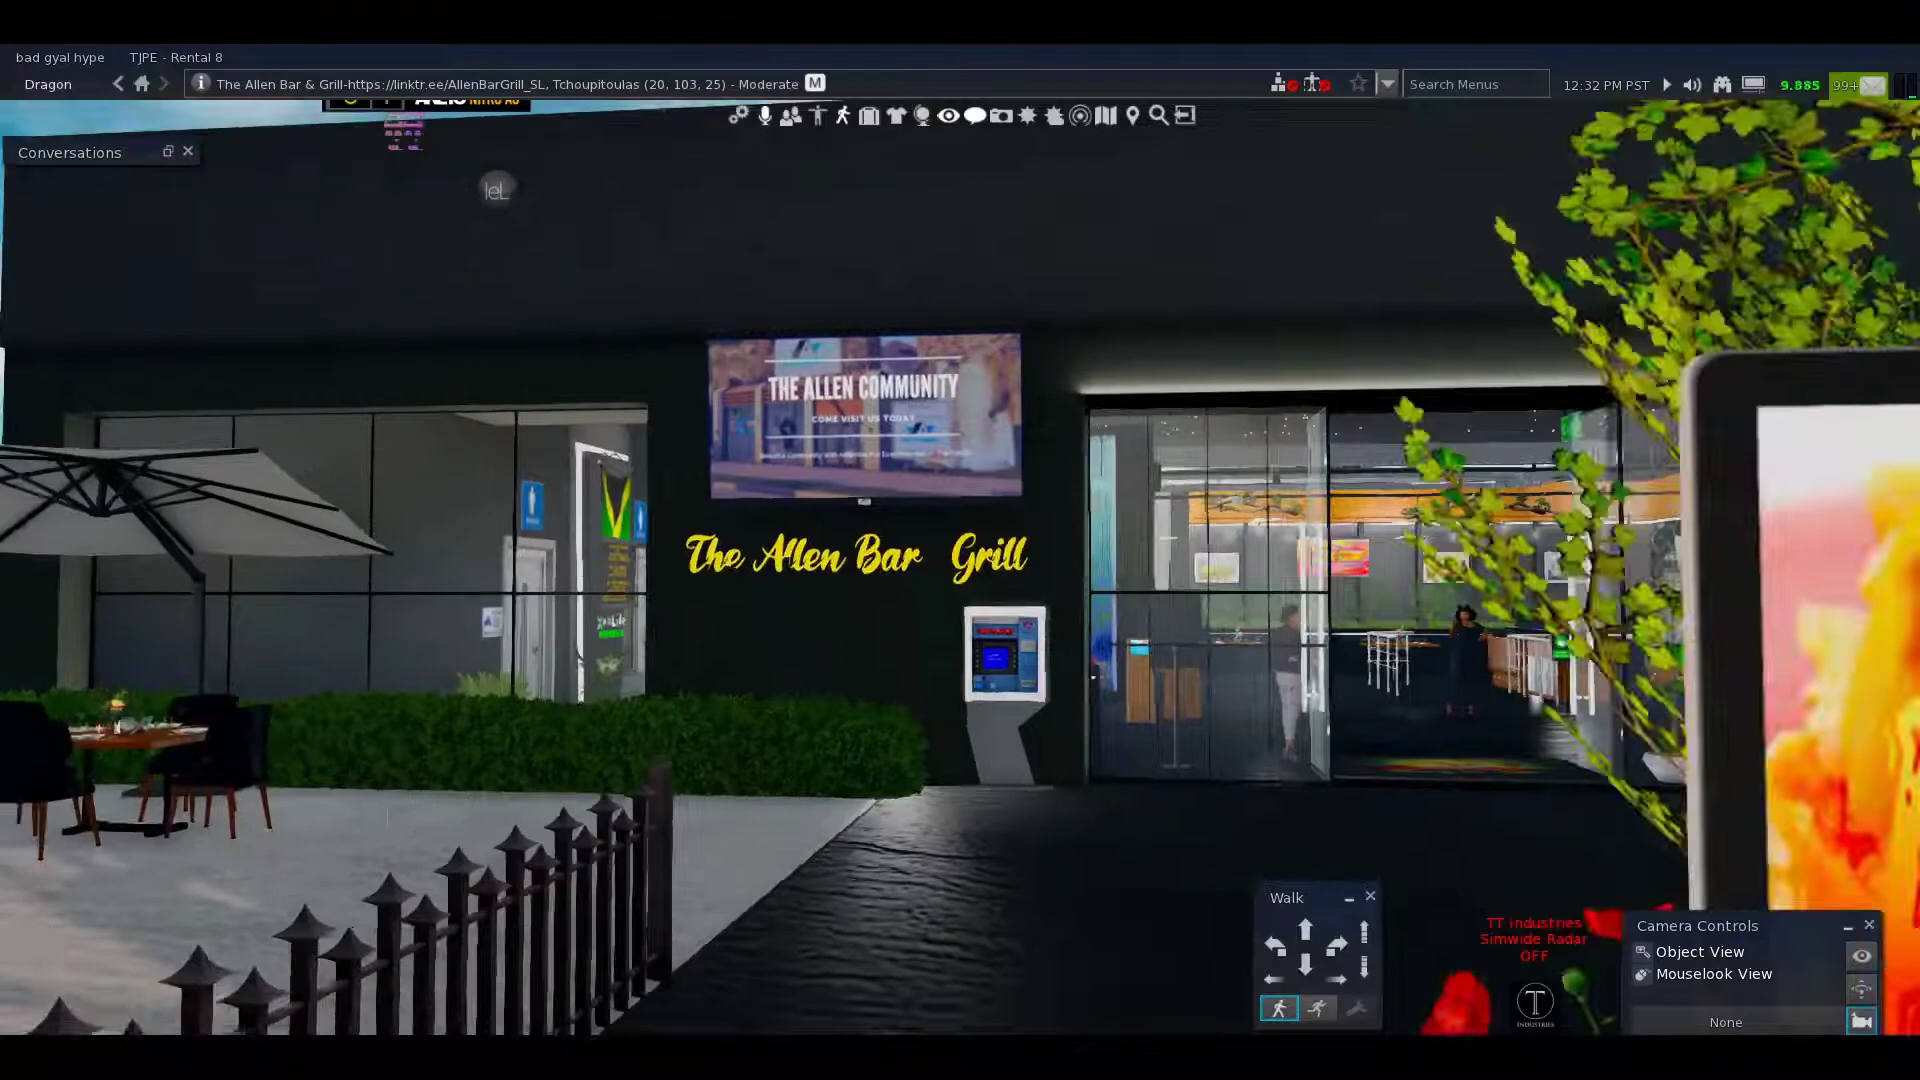 bad gyal hype TJPE - Rental 8
Dragon
The Allen Bar & Grill-https://linktr.ee/AllenBarGrill_SL, Tchoupitoulas (20, 103, 25) - Moderate M
Search Menus
12:32 PM PST
9.885
99+
Conversations
leL
THE ALLEN COMMUNITY
COME VISIT US TODAY
The Allen Bar Grill
Walk
TT industries
Simwide Radar
OFF
T
INDUSTRIES
Camera Controls
Object View
Mouselook View
None